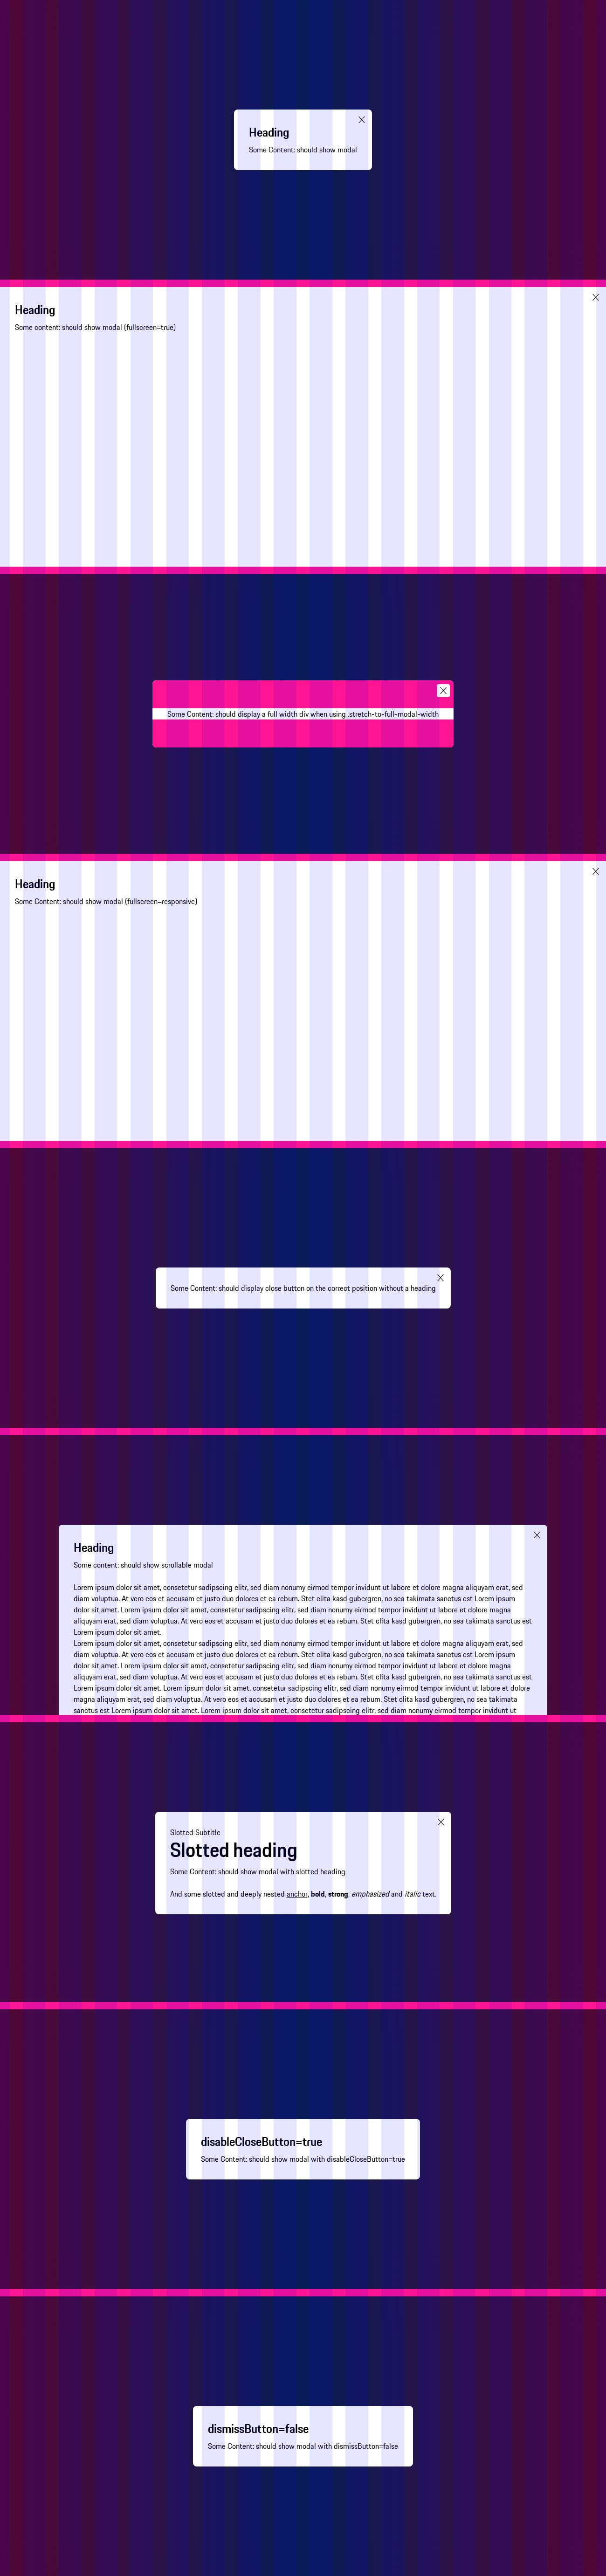 Heading
Some Content: should show modal
Heading
Some content: should show modal (fullscreen=true)
Some Content: should display a full width div when using .stretch-to-full-modal-width
Heading
Some Content: should show modal (fullscreen=responsive)
Some Content: should display close button on the correct position without a heading
Heading
Some content: should show scrollable modal
Lorem ipsum dolor sit amet, consetetur sadipscing elitr, sed diam nonumy eirmod tempor invidunt ut labore et dolore magna aliquyam erat, sed
diam voluptua. At vero eos et accusam et justo duo dolores et ea rebum. Stet clita kasd gubergren, no sea takimata sanctus est Lorem ipsum
dolor sit amet. Lorem ipsum dolor sit amet, consetetur sadipscing elitr, sed diam nonumy eirmod tempor invidunt ut labore et dolore magna
aliquyam erat, sed diam voluptua. At vero eos et accusam et justo duo dolores et ea rebum. Stet clita kasd gubergren, no sea takimata sanctus est
Lorem ipsum dolor sit amet.
Lorem ipsum dolor sit amet, consetetur sadipscing elitr, sed diam nonumy eirmod tempor invidunt ut labore et dolore magna aliquyam erat, sed
diam voluptua. At vero eos et accusam et justo duo dolores et ea rebum. Stet clita kasd gubergren, no sea takimata sanctus est Lorem ipsum
dolor sit amet. Lorem ipsum dolor sit amet, consetetur sadipscing elitr, sed diam nonumy eirmod tempor invidunt ut labore et dolore magna
aliquyam erat, sed diam voluptua. At vero eos et accusam et justo duo dolores et ea rebum. Stet clita kasd gubergren, no sea takimata sanctus est
Lorem ipsum dolor sit amet. Lorem ipsum dolor sit amet, consetetur sadipscing elitr, sed diam nonumy eirmod tempor invidunt ut labore et dolore
magna aliquyam erat, sed diam voluptua. At vero eos et accusam et justo duo dolores et ea rebum. Stet clita kasd gubergren, no sea takimata
sanctus est Lorem ipsum dolor sit amet. Lorem ipsum dolor sit amet, consetetur sadipscing elitr, sed diam nonumy eirmod tempor invidunt ut
Slotted Subtitle
Slotted heading
Some Content: should show modal with slotted heading
And some slotted and deeply nested anchor, bold, strong, emphasized and italic text.
disableCloseButton=true
Some Content: should show modal with disableCloseButton=true
dismissButton=false
Some Content: should show modal with dismissButton=false